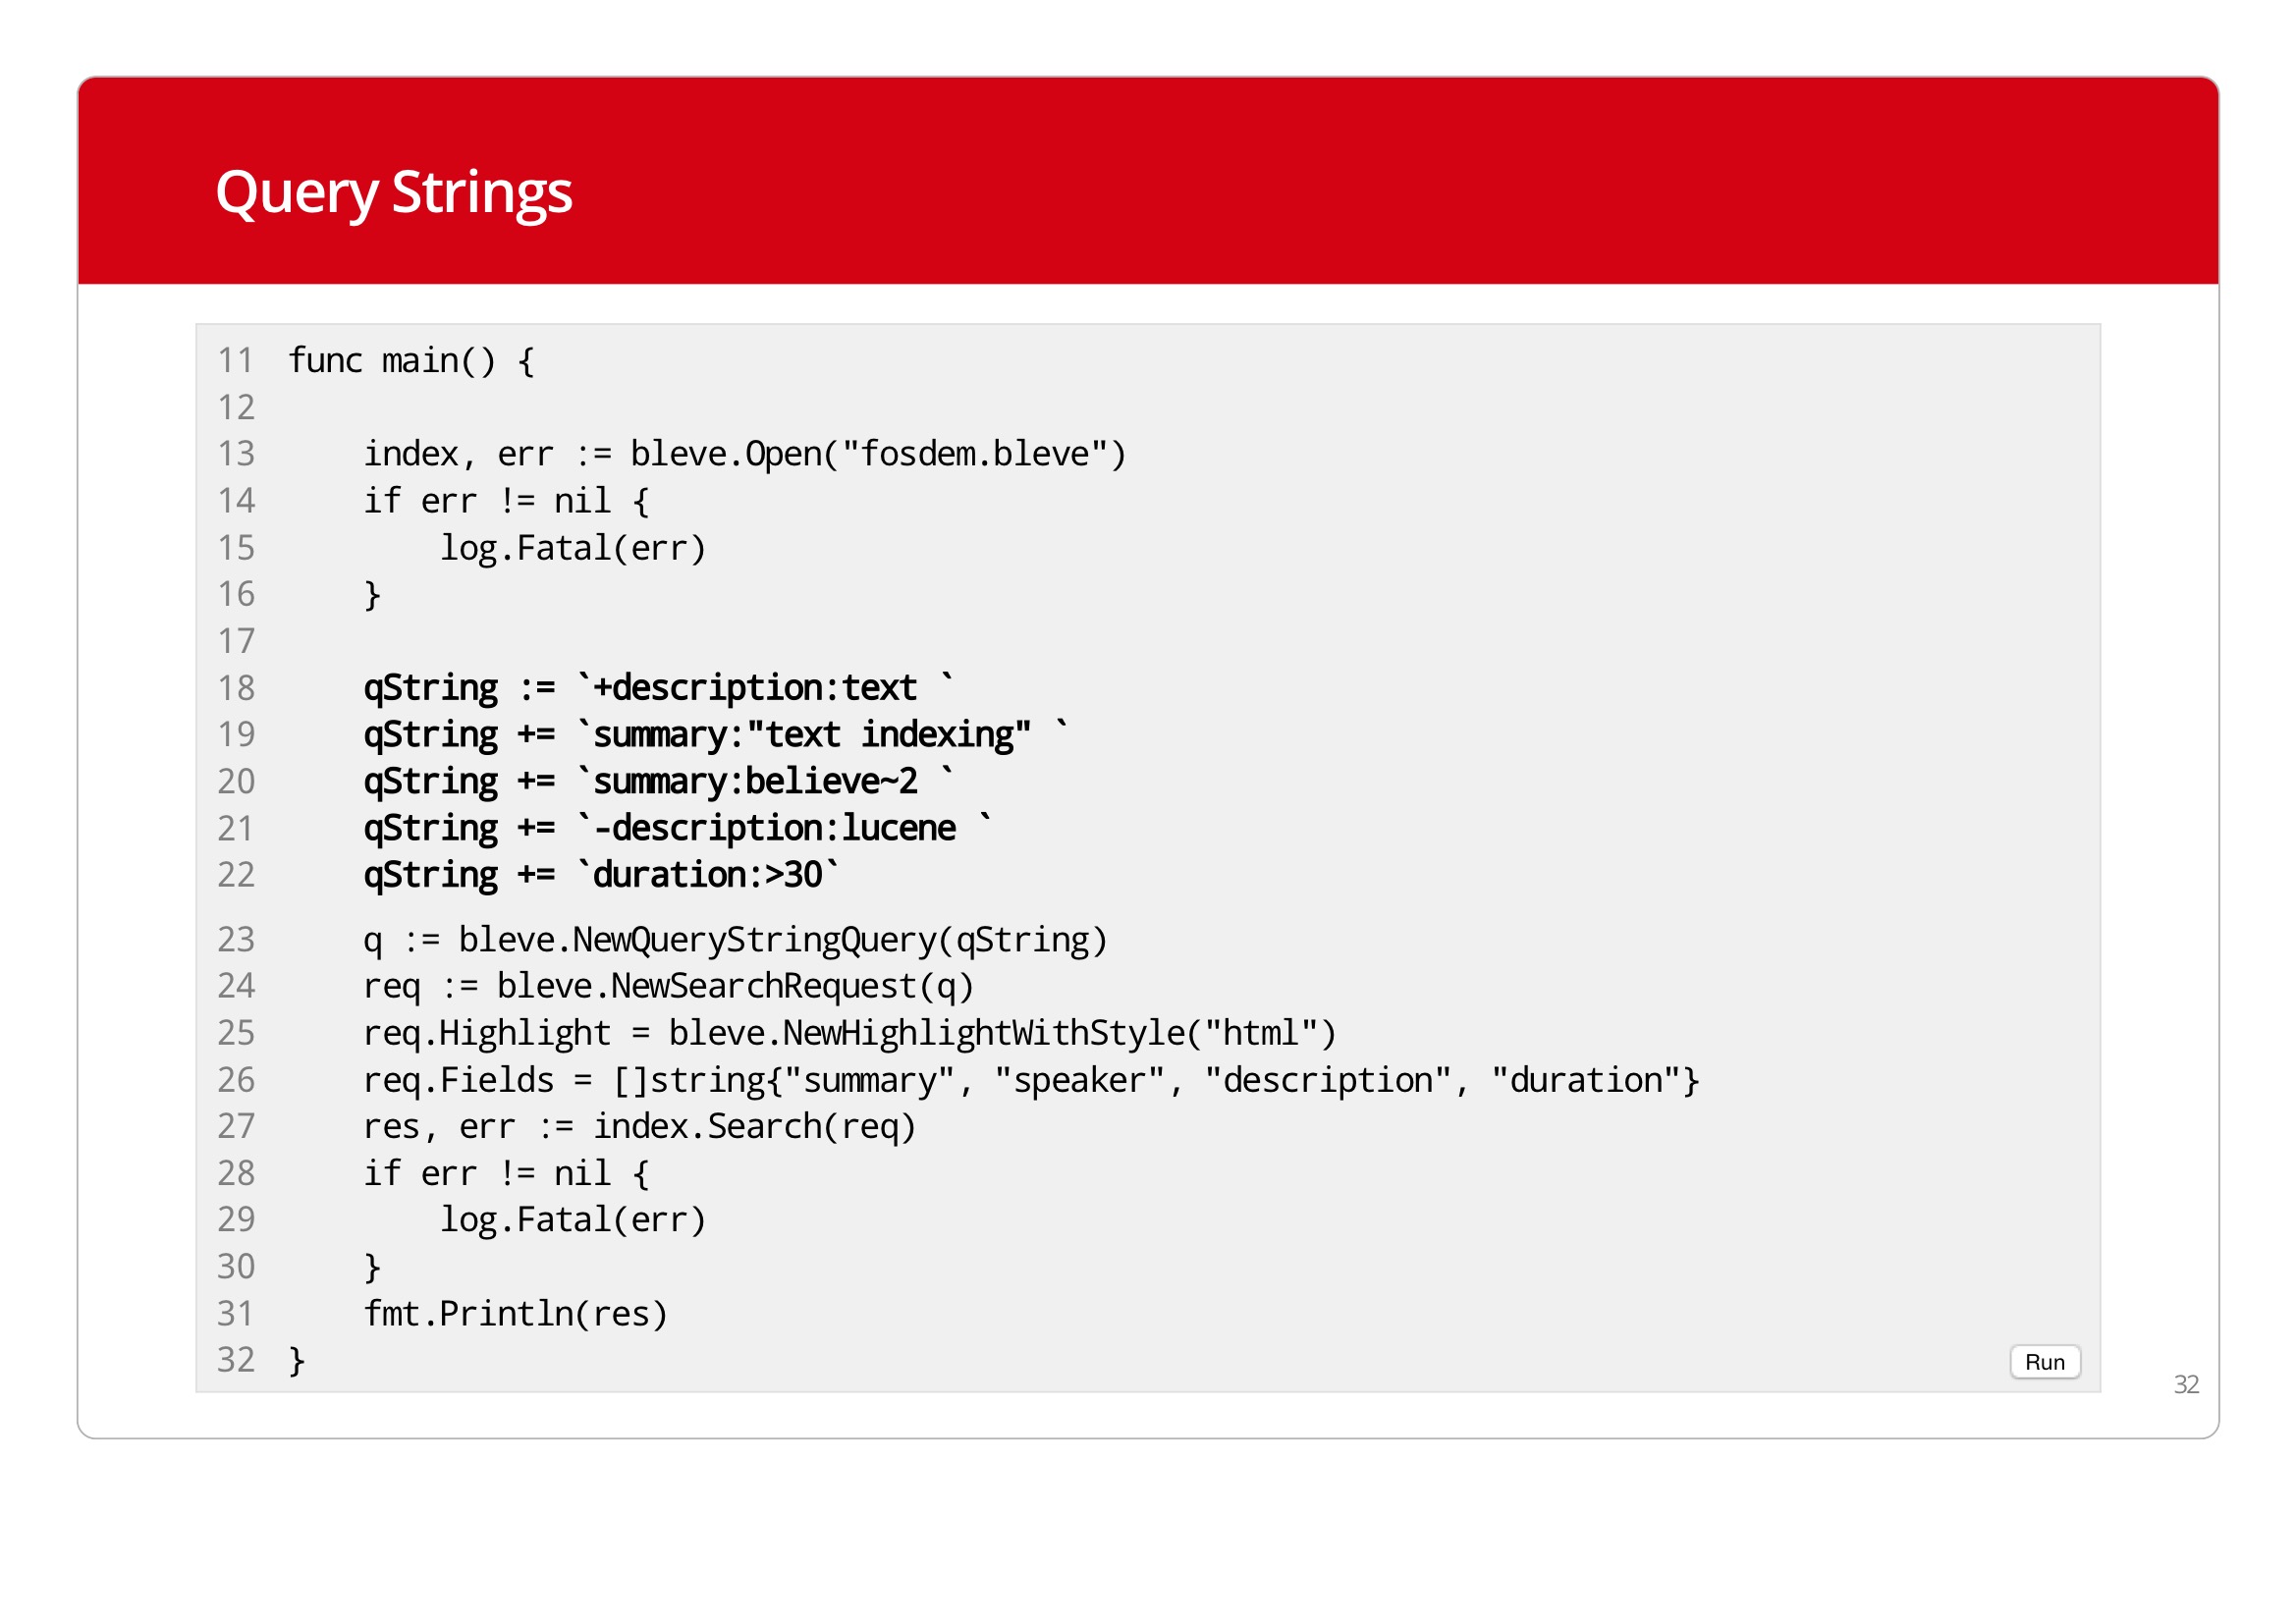 Query Strings
11 func main() {
12
13     index, err := bleve.Open("fosdem.bleve")
14     if err != nil {
15         log.Fatal(err)
16     }
17
18     qString := `+description:text `
19     qString += `summary:"text indexing" `
20     qString += `summary:believe~2 `
21     qString += `-description:lucene `
22     qString += `duration:>30`
23     q := bleve.NewQueryStringQuery(qString)
24     req := bleve.NewSearchRequest(q)
25     req.Highlight = bleve.NewHighlightWithStyle("html")
26     req.Fields = []string{"summary", "speaker", "description", "duration"}
27     res, err := index.Search(req)
28     if err != nil {
29         log.Fatal(err)
30     }
31     fmt.Println(res)
32 }
Run
32